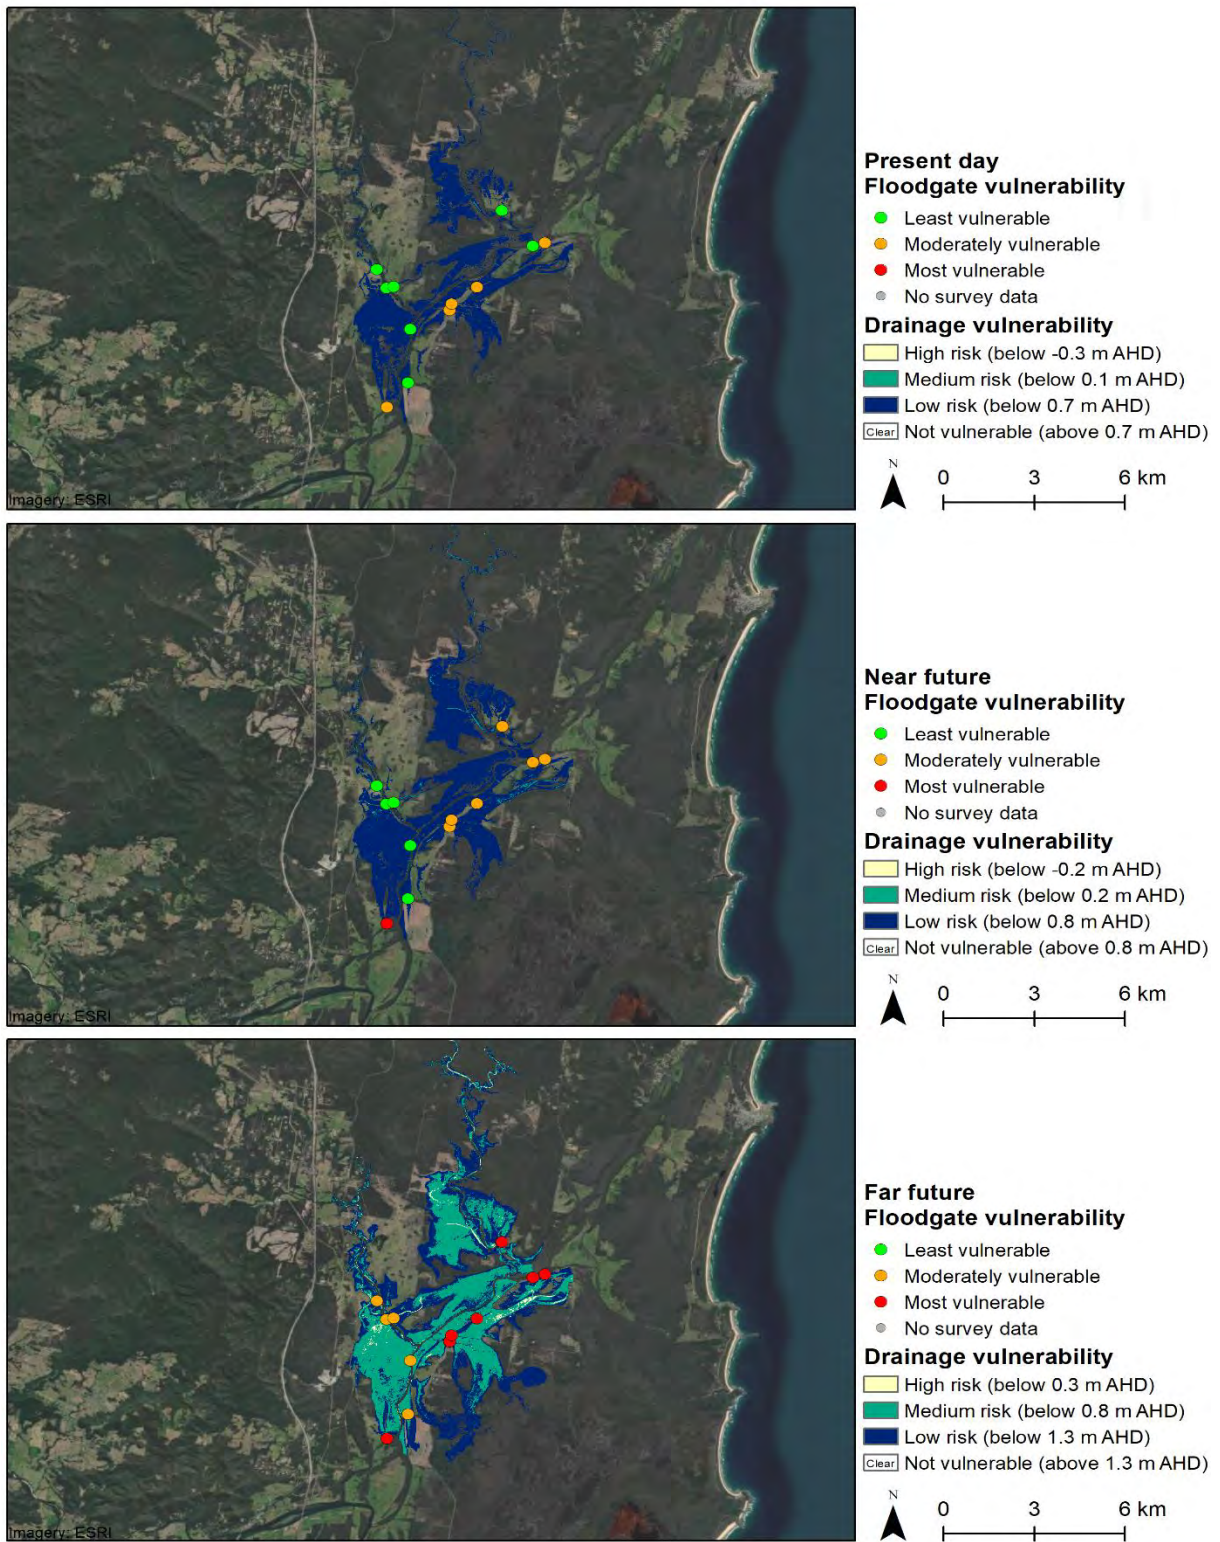 Present day
Floodgate vulnerability
Least vulnerable
Moderately vulnerable
Most vulnerable
No survey data
Drainage vulnerability
High risk (below -0.3 m AHD)
Medium risk (below 0.1 m AHD)
Low risk (below 0.7 m AHD)
Clear Not vulnerable (above 0.7 m AHD)
N
0 3 6 km
Imagery: ESRI
Near future
Floodgate vulnerability
Least vulnerable
Moderately vulnerable
Most vulnerable
No survey data
Drainage vulnerability
High risk (below -0.2 m AHD)
Medium risk (below 0.2 m AHD)
Low risk (below 0.8 m AHD)
Clear Not vulnerable (above 0.8 m AHD)
N
0 3 6 km
Imagery: ESRI
Far future
Floodgate vulnerability
Least vulnerable
Moderately vulnerable
Most vulnerable
No survey data
Drainage vulnerability
High risk (below 0.3 m AHD)
Medium risk (below 0.8 m AHD)
Low risk (below 1.3 m AHD)
Clear Not vulnerable (above 1.3 m AHD)
N
0 3 6 km
Imagery: ESRI